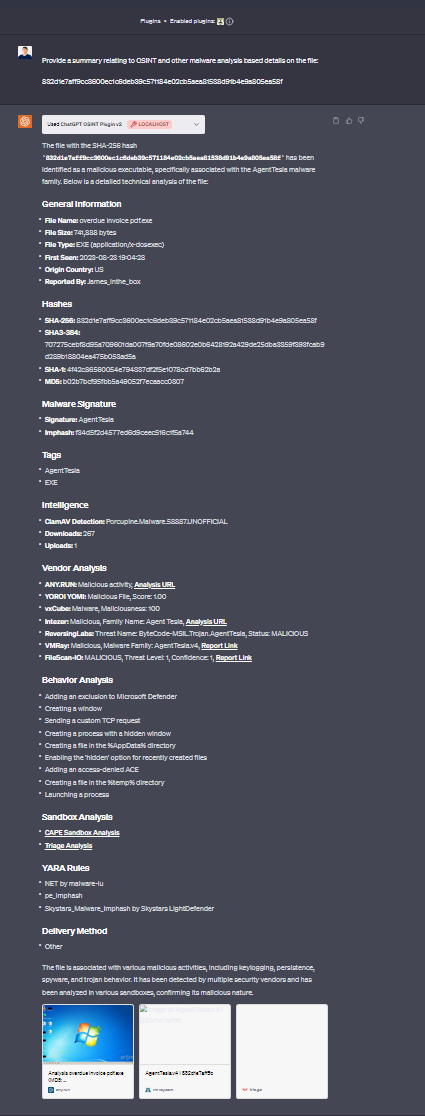 Plugins • Enabled plugins:
Provide a summary relating to OSINT and other malware analysis based details on the file:
832d1e7aff9cc3600ec1c6deb39c571184e02cb5aea81538d91b4e9a805ea58f
Used ChatGPT OSINT Plugin v2 LOCALHOST
The file with the SHA-256 hash
`832d1e7aff9cc3600ec1c6deb39c571184e02cb5aea81538d91b4e9a805ea58f` has been
identified as a malicious executable, specifically associated with the AgentTesla malware
family. Below is a detailed technical analysis of the file:
General Information
• File Name: overdue invoice pdf.exe
• File Size: 741,888 bytes
• File Type: EXE (application/x-dosexec)
• First Seen: 2023-08-23 19:04:28
• Origin Country: US
• Reported By: James_inthe_box
Hashes
• SHA-256: 832d1e7aff9cc3600ec1c6deb39c571184e02cb5aea81538d91b4e9a805ea58f
• SHA3-384:
707275cebf8d95a709601da007f9a70fde08602e0b6428192a429de25dba3859f393fcab9
d289b18804ea475b053ad5a
• SHA-1: 4f42c86560054e794887df2f5e1078cd7bb62b2a
• MD5: b02b7bcf95fbb5a49052f7ecaacc0807
Malware Signature
• Signature: AgentTesla
• Imphash: f34d5f2d4577ed6d9ceec516c1f5a744
Tags
• AgentTesla
• EXE
Intelligence
• ClamAV Detection: Porcupine.Malware.58887.UNOFFICIAL
• Downloads: 267
• Uploads: 1
Vendor Analysis
• ANY.RUN: Malicious activity, Analysis URL
• YOROI YOMI: Malicious File, Score: 1.00
• vxCube: Malware, Maliciousness: 100
• Intezer: Malicious, Family Name: Agent Tesla, Analysis URL
• ReversingLabs: Threat Name: ByteCode-MSIL.Trojan.AgentTesla, Status: MALICIOUS
• VMRay: Malicious, Malware Family: AgentTesla.v4, Report Link
• FileScan-IO: MALICIOUS, Threat Level: 1, Confidence: 1, Report Link
Behavior Analysis
• Adding an exclusion to Microsoft Defender
• Creating a window
• Sending a custom TCP request
• Creating a process with a hidden window
• Creating a file in the %AppData% directory
• Enabling the 'hidden' option for recently created files
• Adding an access-denied ACE
• Creating a file in the %temp% directory
• Launching a process
Sandbox Analysis
• CAPE Sandbox Analysis
• Triage Analysis
YARA Rules
• NET by malware-lu
• pe_imphash
• Skystars_Malware_Imphash by Skystars LightDefender
Delivery Method
• Other
The file is associated with various malicious activities, including keylogging, persistence,
spyware, and trojan behavior. It has been detected by multiple security vendors and has
been analyzed in various sandboxes, confirming its malicious nature.
Analysis overdue invoice pdf.exe
(MD5: ...
any.run
AgentTesla.v4 | 832d1e7aff9c
vmray.com
tria.ge